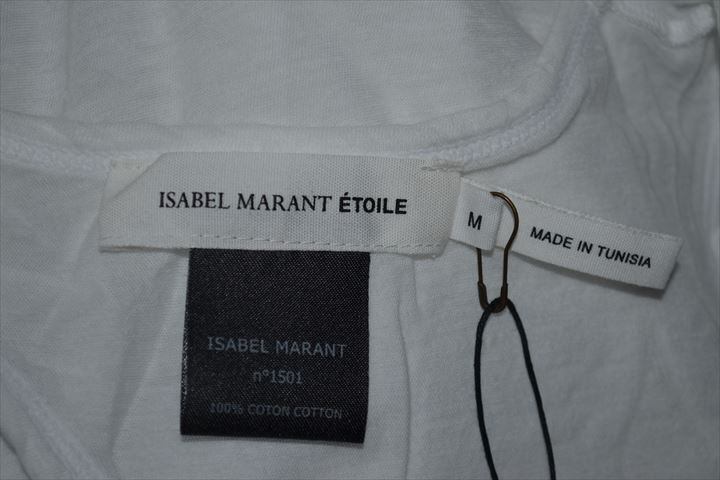 ISABEL MARANT ÉTOILE
M
MADE IN TUNISIA
ISABEL MARANT
n°1501
100% COTON COTTON